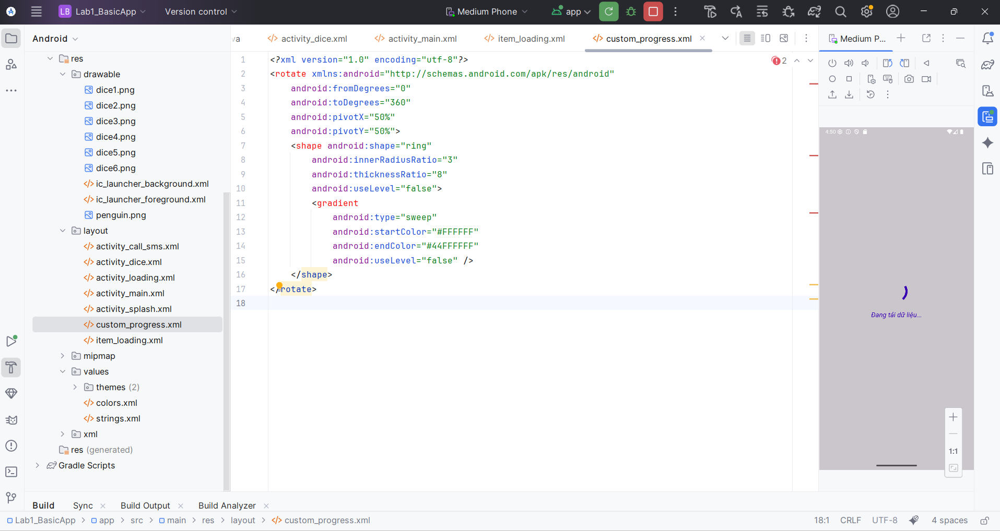 LB Lab1_BasicApp Version control Medium Phone app
Android
va activity_dice.xml activity_main.xml item_loading.xml custom_progress.xml
Medium P...
res
drawable
dice1.png
dice2.png
dice3.png
dice4.png
dice5.png
dice6.png
ic_launcher_background.xml
ic_launcher_foreground.xml
penguin.png
layout
activity_call_sms.xml
activity_dice.xml
activity_loading.xml
activity_main.xml
activity_splash.xml
custom_progress.xml
item_loading.xml
mipmap
values
themes (2)
colors.xml
strings.xml
xml
res (generated)
Gradle Scripts
1 <?xml version="1.0" encoding="utf-8"?>
2 <rotate xmlns:android="http://schemas.android.com/apk/res/android"
3 android:fromDegrees="0"
4 android:toDegrees="360"
5 android:pivotX="50%"
6 android:pivotY="50%">
7 <shape android:shape="ring"
8 android:innerRadiusRatio="3"
9 android:thicknessRatio="8"
10 android:useLevel="false">
11 <gradient
12 android:type="sweep"
13 android:startColor="#FFFFFF"
14 android:endColor="#44FFFFFF"
15 android:useLevel="false" />
16 </shape>
17 </rotate>
18
2
4:50
Đang tải dữ liệu...
1:1
Build Sync Build Output Build Analyzer
Lab1_BasicApp > app > src > main > res > layout > custom_progress.xml
18:1 CRLF UTF-8 4 spaces